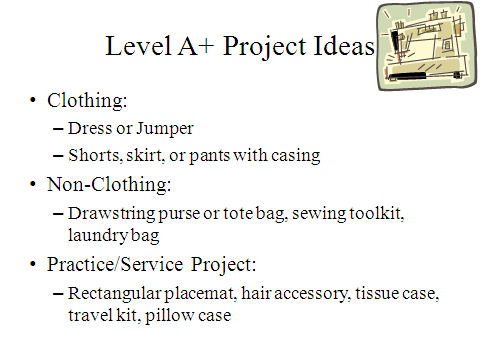 Level A+ Project Ideas
• Clothing:
– Dress or Jumper
– Shorts, skirt, or pants with casing
• Non-Clothing:
– Drawstring purse or tote bag, sewing toolkit,
laundry bag
• Practice/Service Project:
– Rectangular placemat, hair accessory, tissue case,
travel kit, pillow case